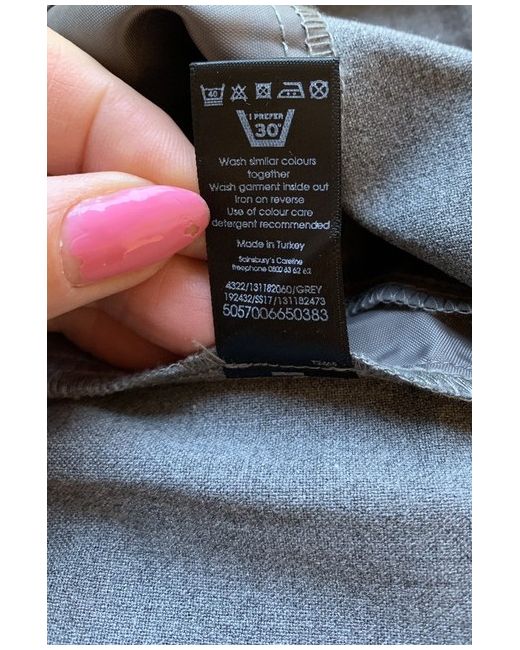 40
I PREFER
30°
Wash similar colours
together
Wash garment inside out
Iron on reverse
Use of colour care
detergent recommended
Made in Turkey
Sainsbury's Careline
freephone 0800 63 62 62
4322/131182060/GREY
192432/SS17/131182473
5057006650383